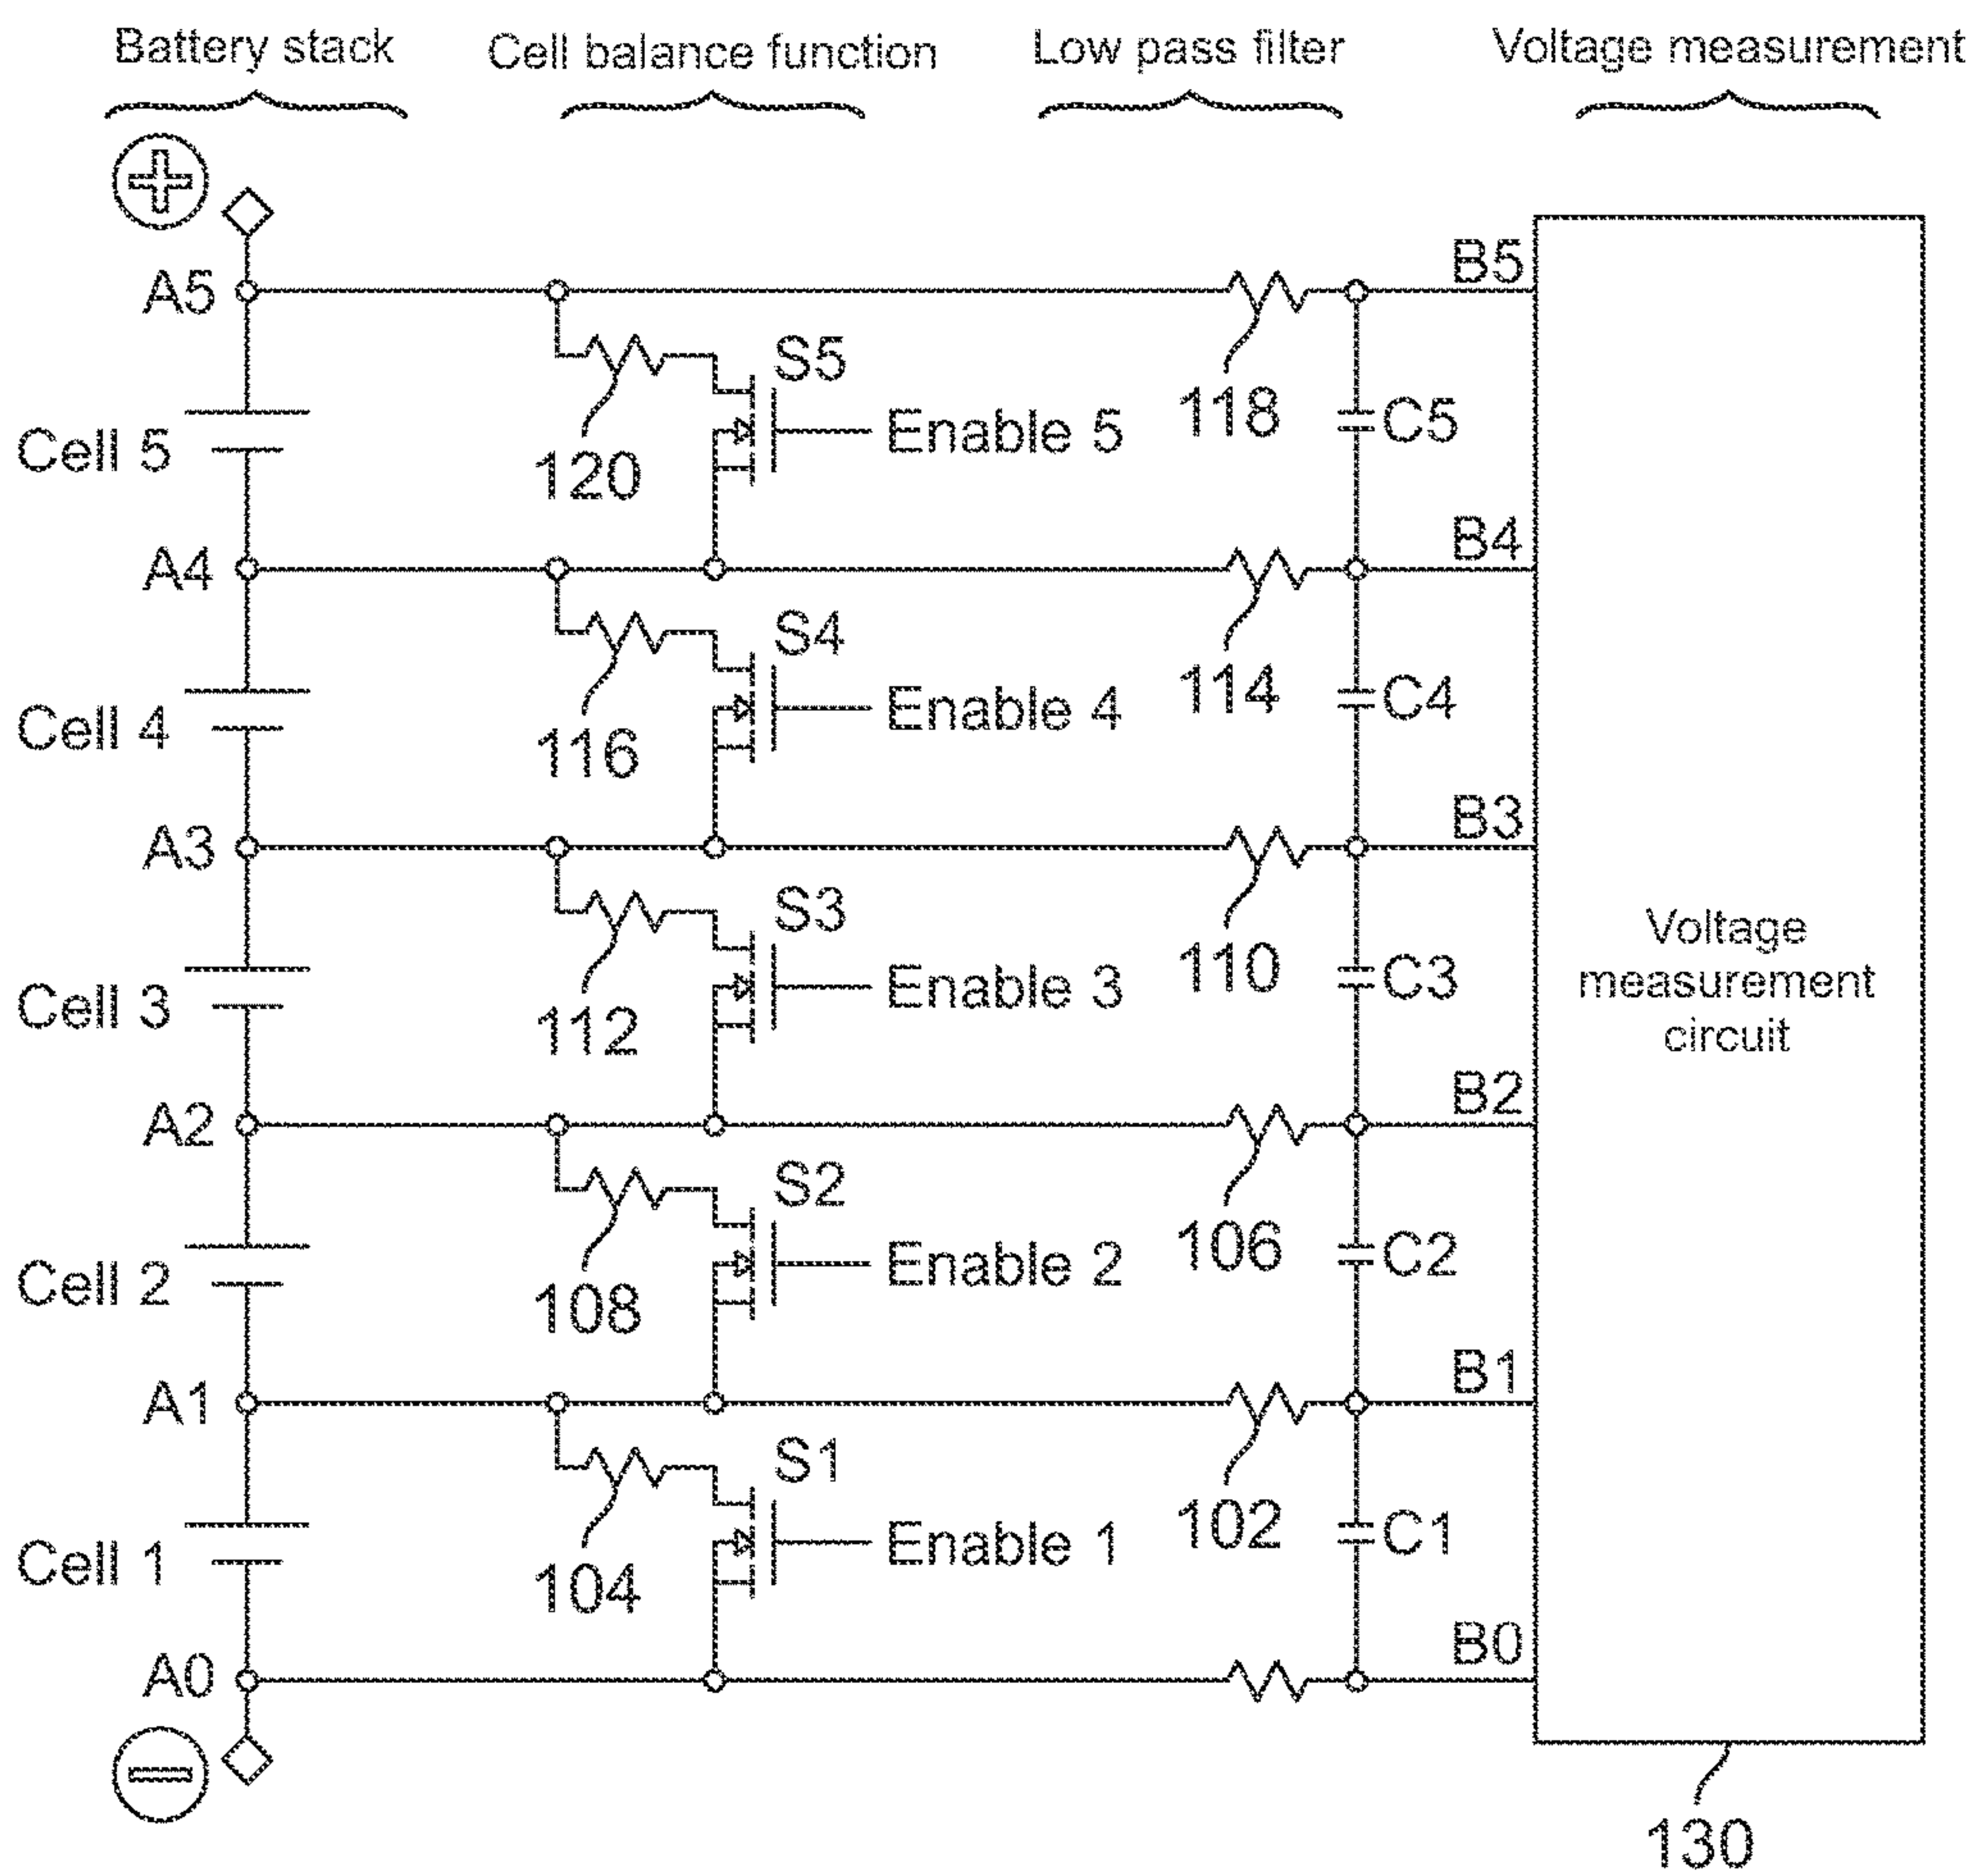 Battery stack
Cell balance function
Low pass filter
Voltage measurement
A5
B5
S5
Enable 5
118
C5
Cell 5
120
A4
B4
S4
Enable 4
114
C4
Cell 4
116
A3
B3
S3
Enable 3
110
C3
Cell 3
112
Voltage
measurement
circuit
A2
B2
S2
Enable 2
106
C2
Cell 2
108
A1
B1
S1
Enable 1
102
C1
Cell 1
104
A0
B0
130